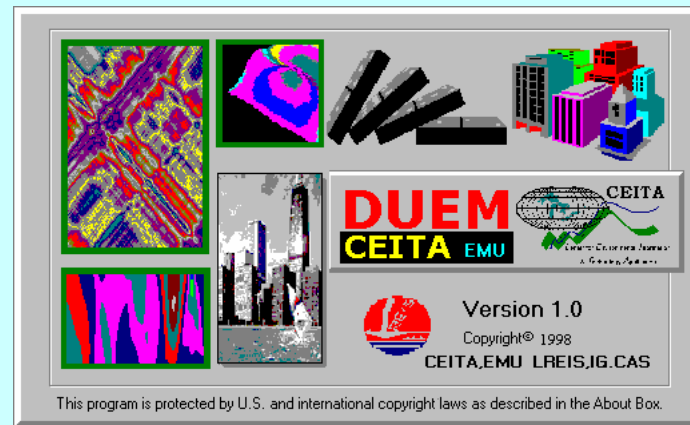 DUEM
CEITA EMU
CEITA
Version 1.0
Copyright© 1998
CEITA,EMU LREIS,IG.CAS
This program is protected by U.S. and international copyright laws as described in the About Box.